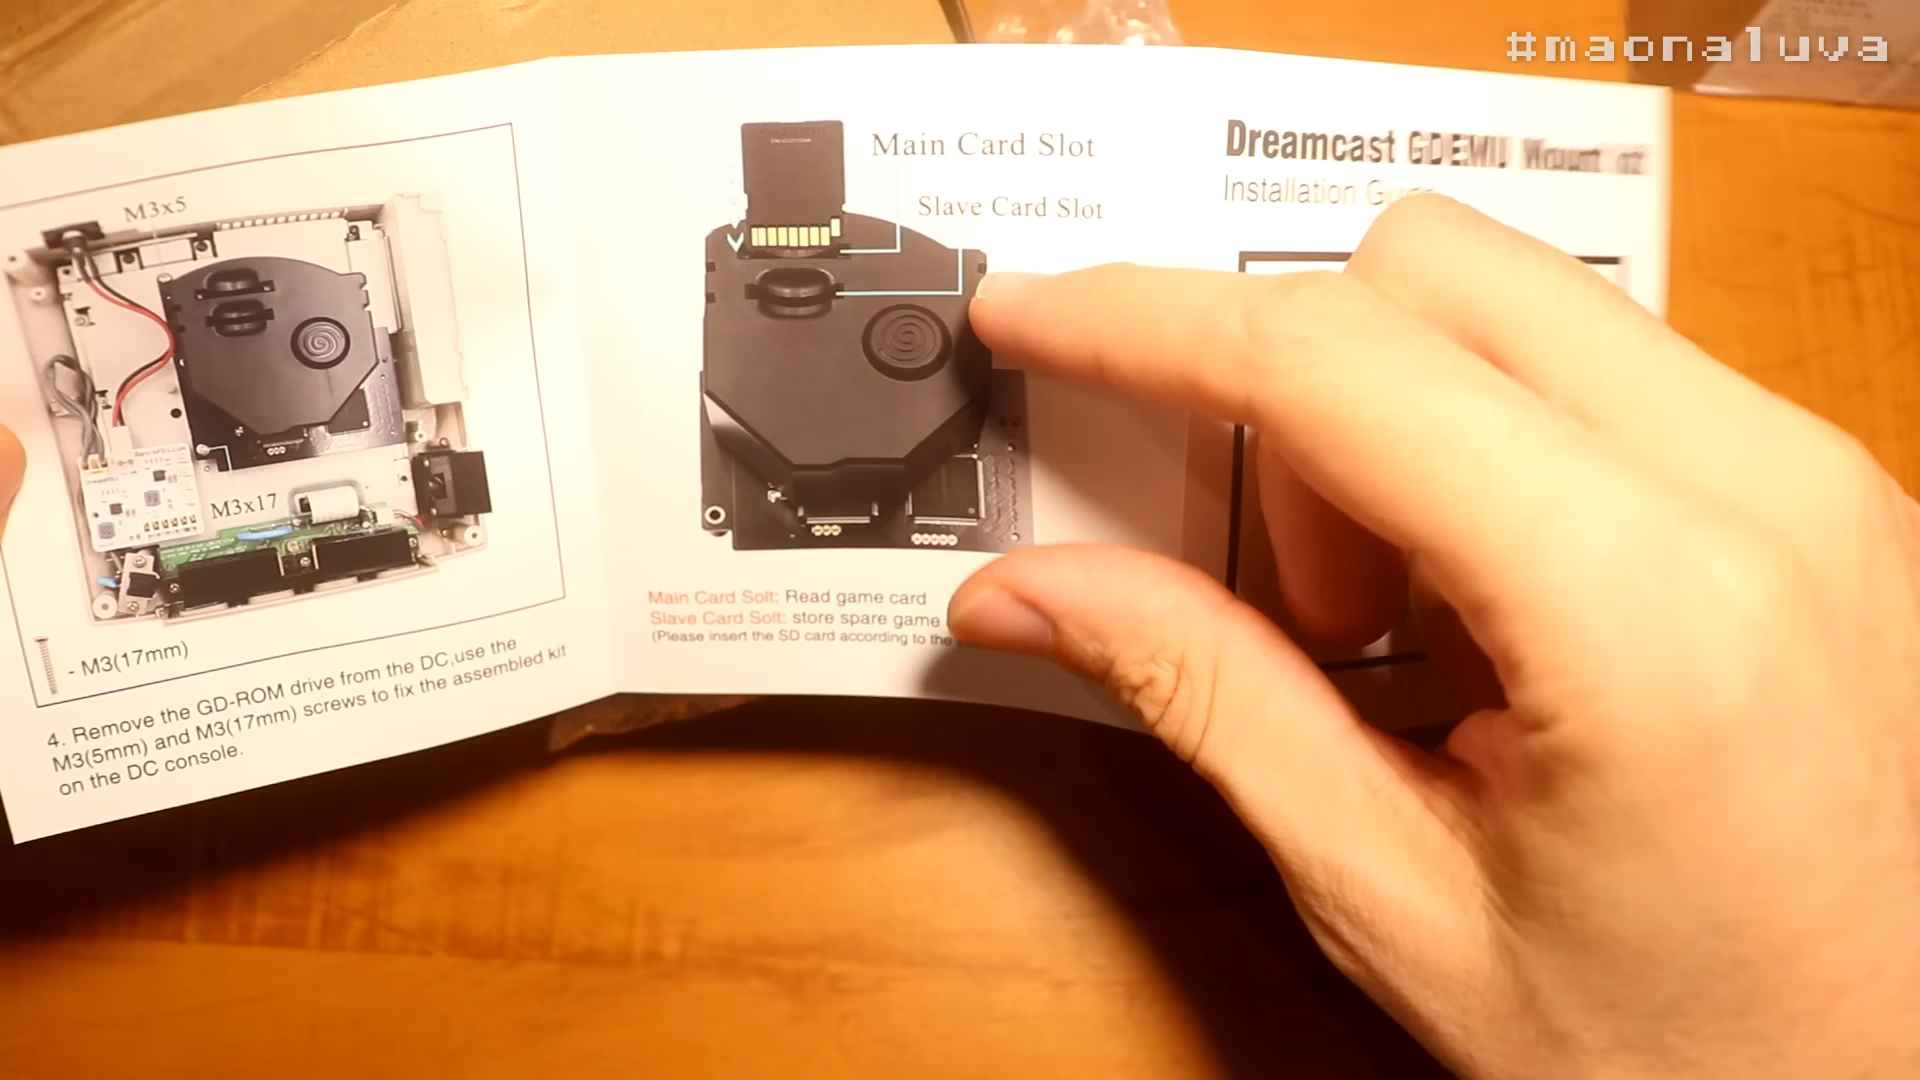 #maonaluva
M3x5
M3x17
- M3(17mm)
4. Remove the GD-ROM drive from the DC,use the
M3(5mm) and M3(17mm) screws to fix the assembled kit
on the DC console.
Main Card Slot
Slave Card Slot
Main Card Solt: Read game card
Slave Card Solt: store spare game
(Please insert the SD card according to the
Dreamcast GDEMU Mount
Installation